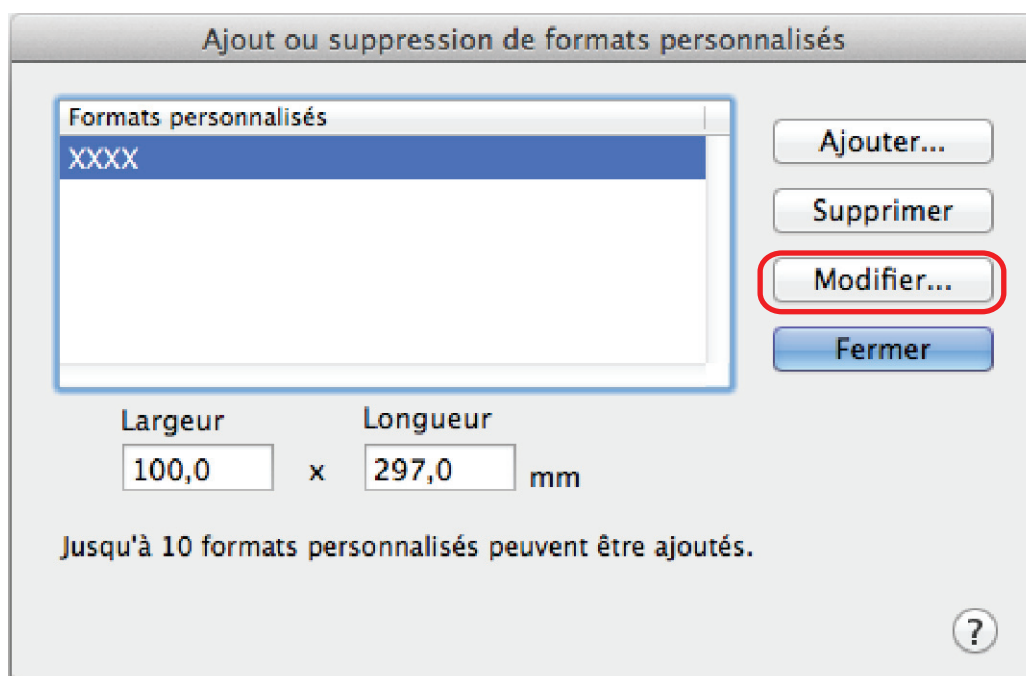 Ajout ou suppression de formats personnalisés
Formats personnalisés
XXXX
Ajouter...
Supprimer
Modifier...
Fermer
Largeur Longueur
100,0 x 297,0 mm
Jusqu'à 10 formats personnalisés peuvent être ajoutés.
?